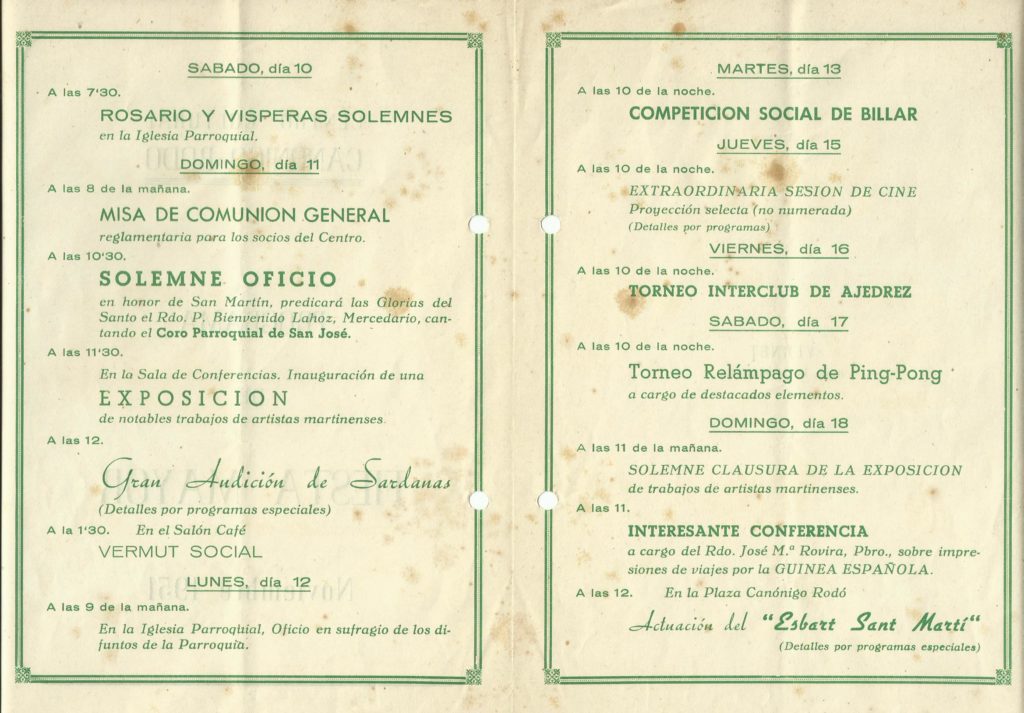 SABADO, día 10
A las 7'30.
ROSARIO Y VISPERAS SOLEMNES
en la Iglesia Parroquial.
DOMINGO, día 11
A las 8 de la mañana.
MISA DE COMUNION GENERAL
reglamentaria para los socios del Centro.
A las 10'30.
SOLEMNE OFICIO
en honor de San Martín, predicará las Glorias del
Santo el Rdo. P. Bienvenido Lahoz, Mercedario, can-
tando el Coro Parroquial de San José.
A las 11'30.
En la Sala de Conferencias. Inauguración de una
EXPOSICION
de notables trabajos de artistas martinenses.
A las 12.
Gran Audición de Sardanas
(Detalles por programas especiales)
A la 1'30. En el Salón Café
VERMUT SOCIAL
LUNES, día 12
A las 9 de la mañana.
En la Iglesia Parroquial, Oficio en sufragio de los di-
funtos de la Parroquia.
MARTES, día 13
A las 10 de la noche.
COMPETICION SOCIAL DE BILLAR
JUEVES, día 15
A las 10 de la noche.
EXTRAORDINARIA SESION DE CINE
Proyección selecta (no numerada)
(Detalles por programas)
VIERNES, día 16
A las 10 de la noche.
TORNEO INTERCLUB DE AJEDREZ
SABADO, día 17
A las 10 de la noche.
Torneo Relámpago de Ping-Pong
a cargo de destacados elementos.
DOMINGO, día 18
A las 11 de la mañana.
SOLEMNE CLAUSURA DE LA EXPOSICION
de trabajos de artistas martinenses.
A las 11.
INTERESANTE CONFERENCIA
a cargo del Rdo. José M.ª Rovira, Pbro., sobre impre-
siones de viajes por la GUINEA ESPAÑOLA.
A las 12. En la Plaza Canónigo Rodó
Actuación del "Esbart Sant Martí"
(Detalles por programas especiales)